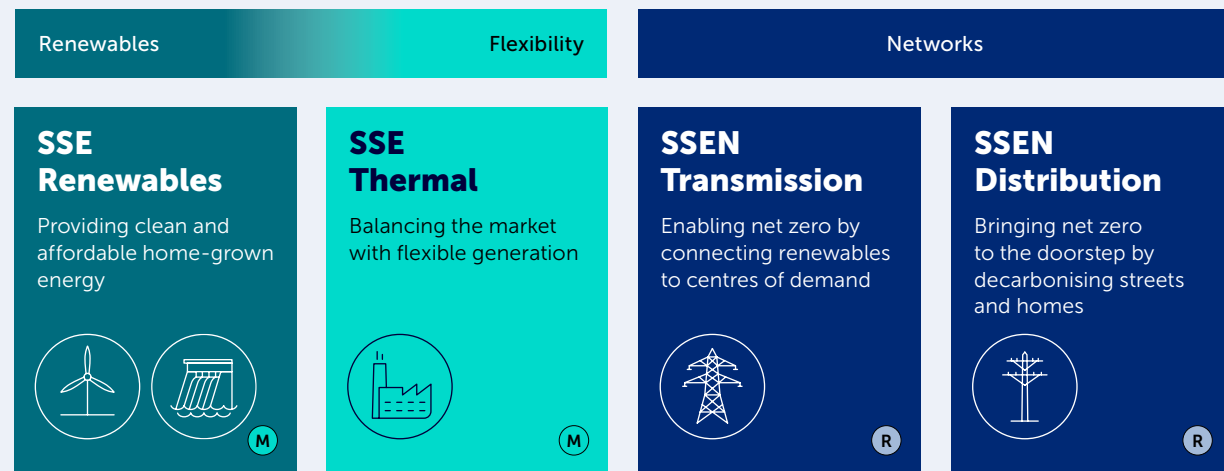 Renewables
Flexibility
Networks
SSE
Renewables
Providing clean and
affordable home-grown
energy
M
SSE
Thermal
Balancing the market
with flexible generation
M
SSEN
Transmission
Enabling net zero by
connecting renewables
to centres of demand
R
SSEN
Distribution
Bringing net zero
to the doorstep by
decarbonising streets
and homes
R